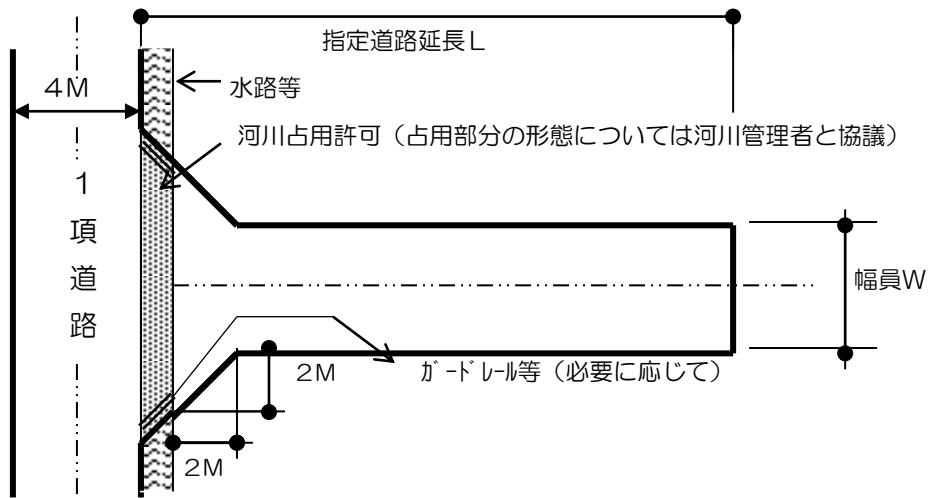 指定道路延長L
4M
水路等
河川占用許可（占用部分の形態については河川管理者と協議）
1項道路
幅員W
2M
ｶﾞｰﾄﾞﾚｰﾙ等（必要に応じて）
2M